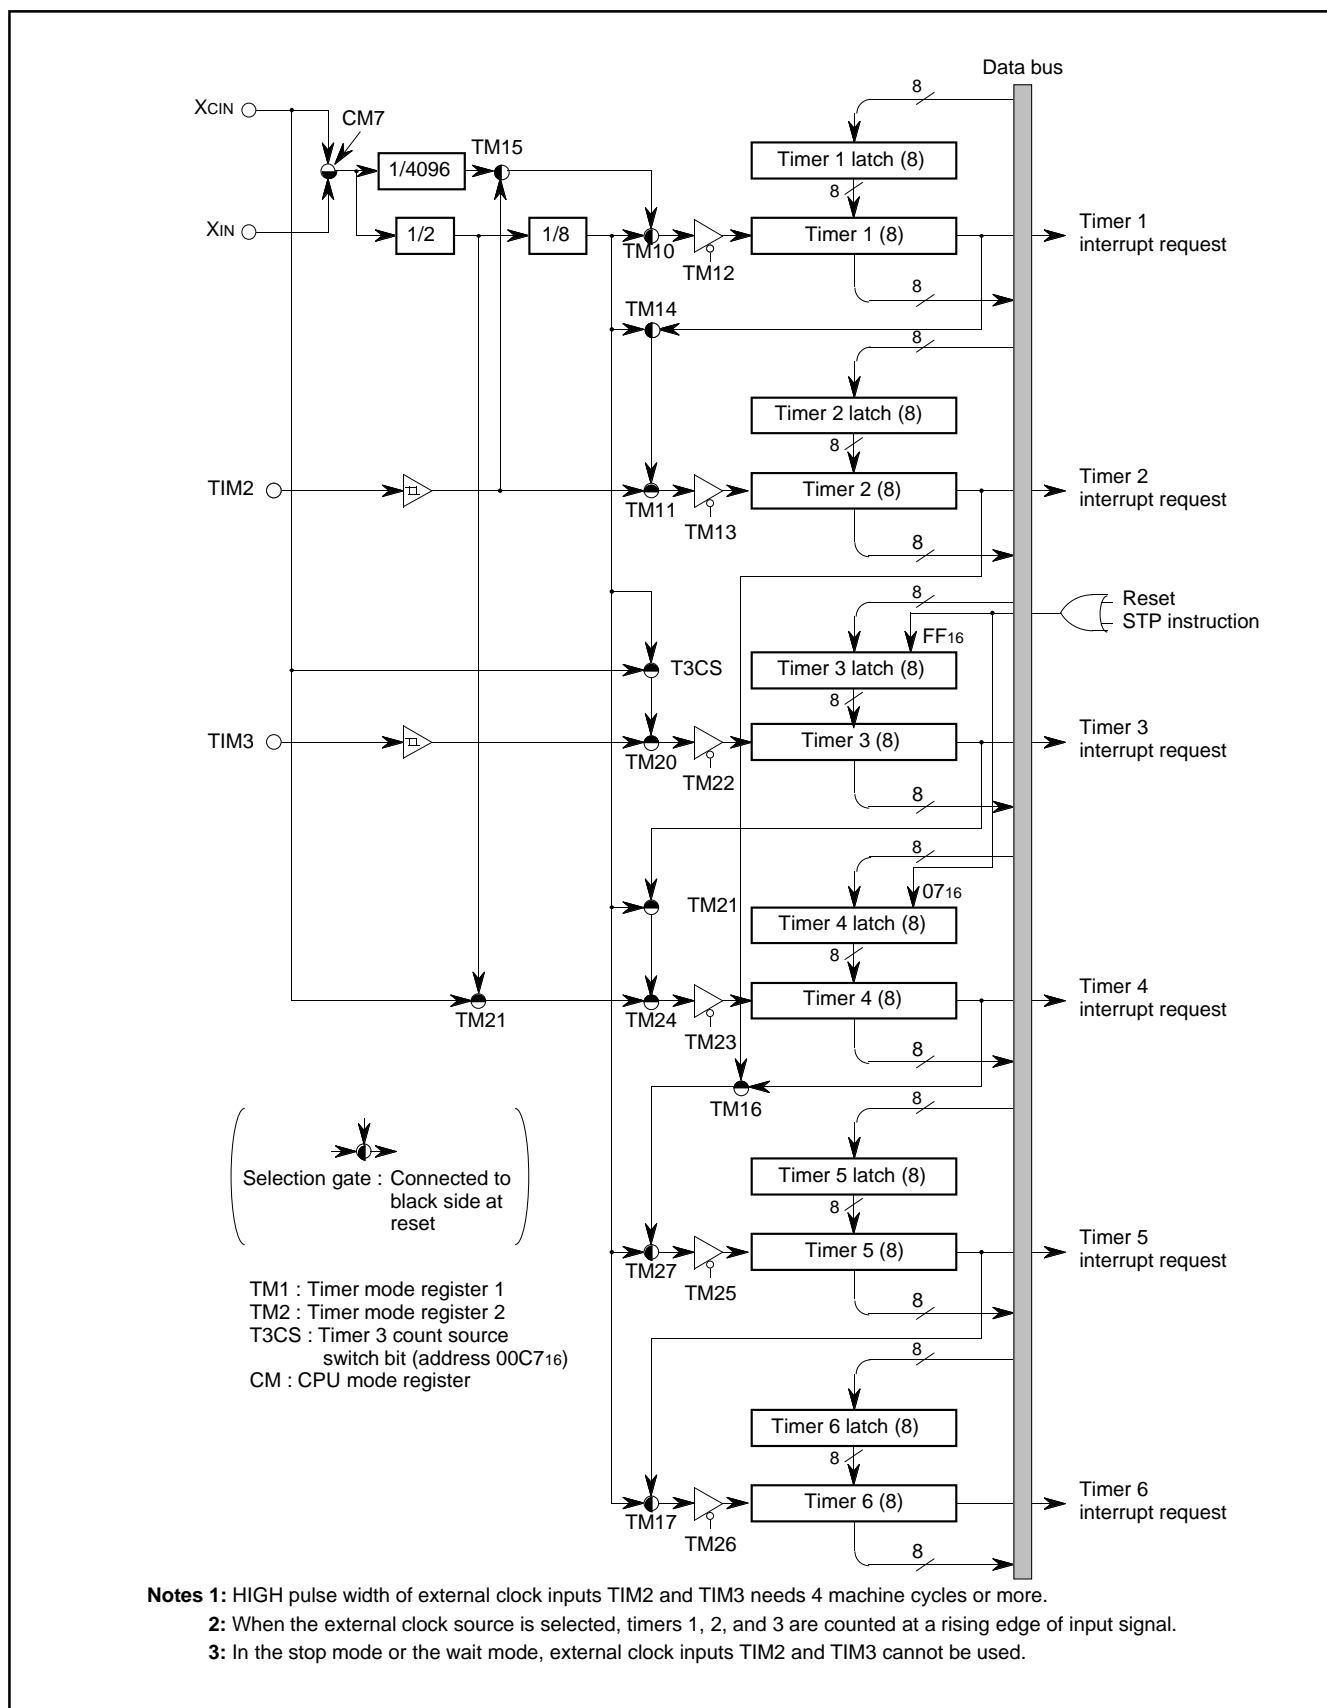 Data bus
8
XCIN
CM7
TM15
1/4096
Timer 1 latch (8)
8
XIN
1/2
1/8
TM10
TM12
Timer 1 (8)
Timer 1
interrupt request
8
TM14
8
Timer 2 latch (8)
8
TIM2
TM11
TM13
Timer 2 (8)
Timer 2
interrupt request
8
8
Reset
STP instruction
FF16
T3CS
Timer 3 latch (8)
8
TIM3
TM20
TM22
Timer 3 (8)
Timer 3
interrupt request
8
8
0716
TM21
Timer 4 latch (8)
8
TM21
TM24
TM23
Timer 4 (8)
Timer 4
interrupt request
8
TM16
8
Selection gate : Connected to
black side at
reset
Timer 5 latch (8)
8
TM27
TM25
Timer 5 (8)
Timer 5
interrupt request
8
TM1 : Timer mode register 1
TM2 : Timer mode register 2
T3CS : Timer 3 count source
switch bit (address 00C716)
CM : CPU mode register
8
Timer 6 latch (8)
8
TM17
TM26
Timer 6 (8)
Timer 6
interrupt request
8
Notes 1: HIGH pulse width of external clock inputs TIM2 and TIM3 needs 4 machine cycles or more.
2: When the external clock source is selected, timers 1, 2, and 3 are counted at a rising edge of input signal.
3: In the stop mode or the wait mode, external clock inputs TIM2 and TIM3 cannot be used.